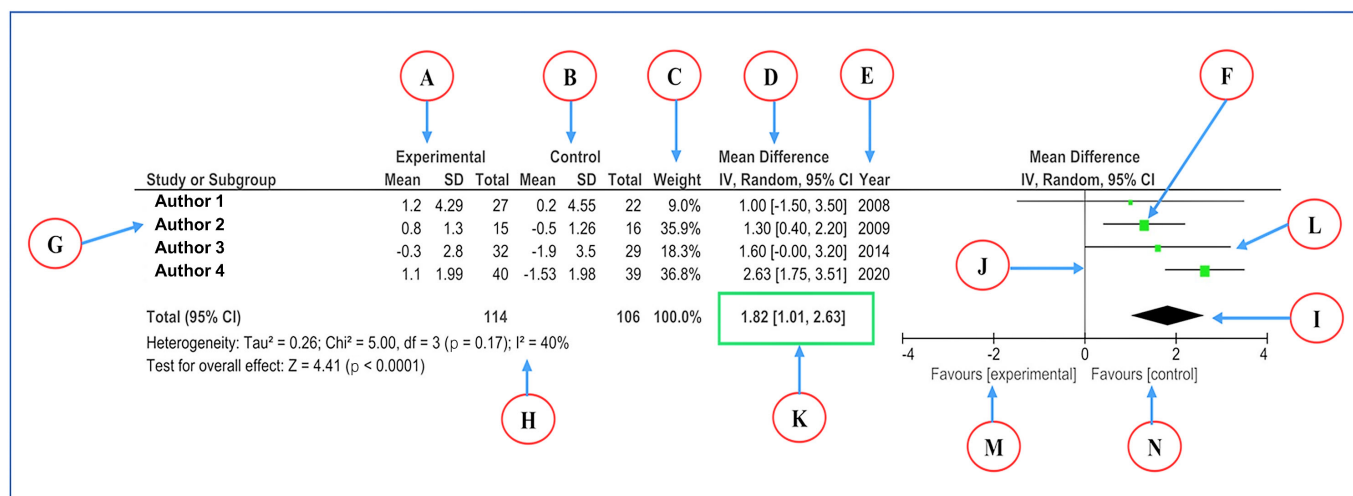 A B C D E F
Experimental Control Mean Difference Mean Difference
Study or Subgroup Mean SD Total Mean SD Total Weight IV, Random, 95% CI Year IV, Random, 95% CI
Author 1 1.2 4.29 27 0.2 4.55 22 9.0% 1.00 [-1.50, 3.50] 2008
Author 2 0.8 1.3 15 -0.5 1.26 16 35.9% 1.30 [0.40, 2.20] 2009
G L
Author 3 -0.3 2.8 32 -1.9 3.5 29 18.3% 1.60 [-0.00, 3.20] 2014
Author 4 1.1 1.99 40 -1.53 1.98 39 36.8% 2.63 [1.75, 3.51] 2020
J
Total (95% CI) 114 106 100.0% 1.82 [1.01, 2.63]
I
Heterogeneity: Tau² = 0.26; Chi² = 5.00, df = 3 (p = 0.17); I² = 40%
-4 -2 0 2 4
Test for overall effect: Z = 4.41 (p < 0.0001)
Favours [experimental] Favours [control]
H K M N